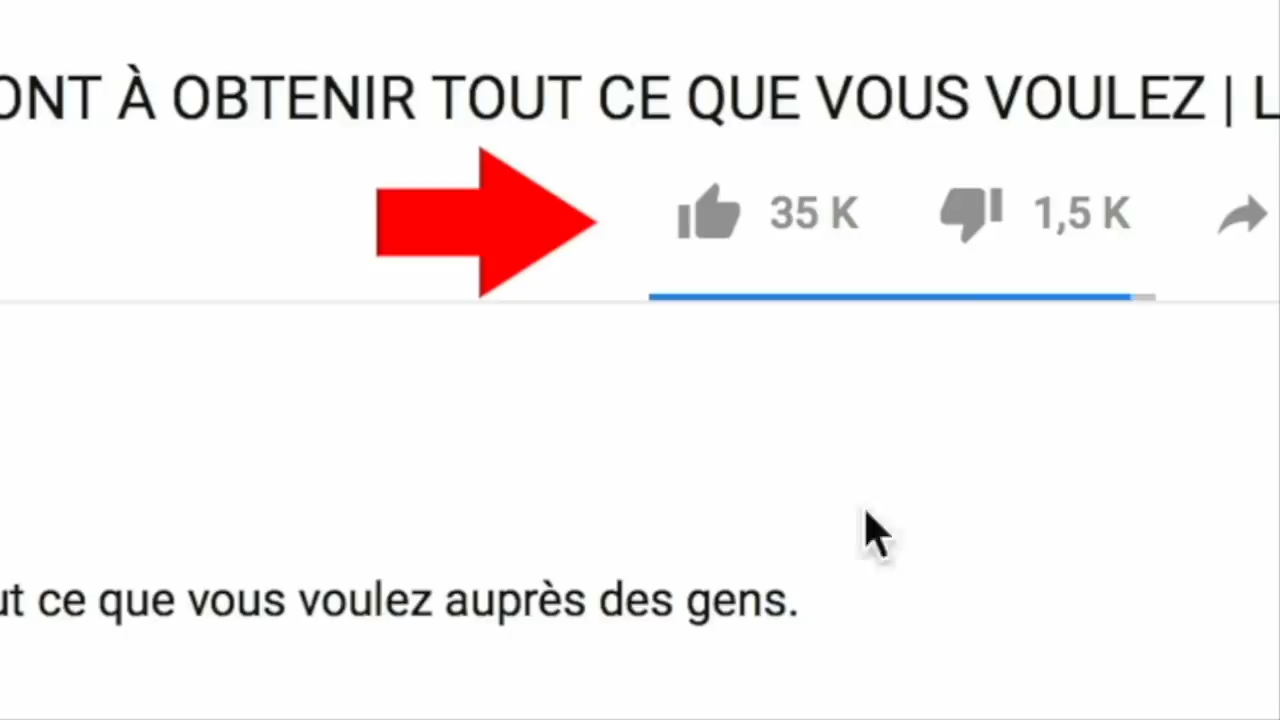 ONT À OBTENIR TOUT CE QUE VOUS VOULEZ | L
35 K 1,5 K
ut ce que vous voulez auprès des gens.